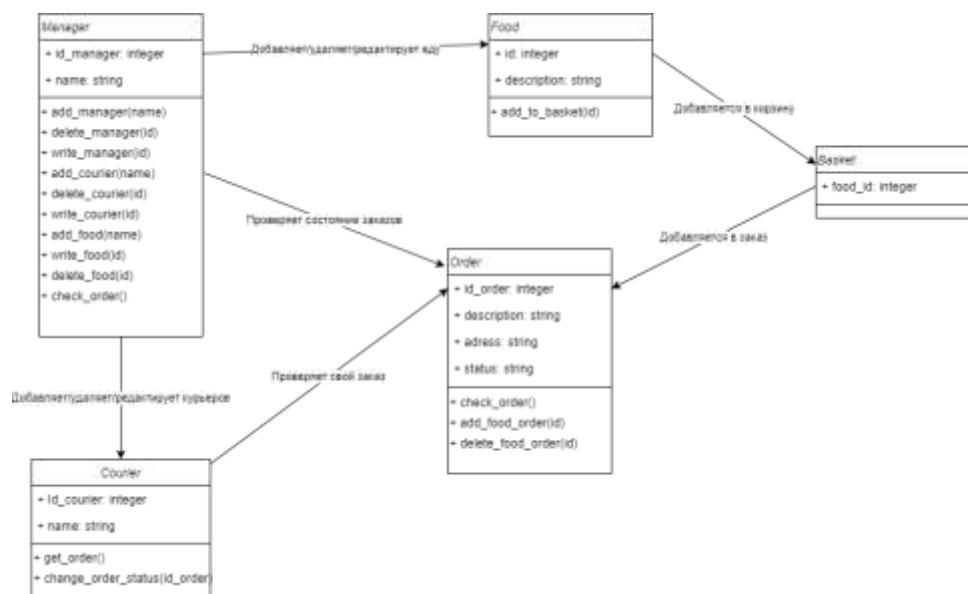 Manager
+ id_manager: integer
+ name: string
+ add_manager(name)
+ delete_manager(id)
+ write_manager(id)
+ add_courier(name)
+ delete_courier(id)
+ write_courier(id)
+ add_food(name)
+ write_food(id)
+ delete_food(id)
+ check_order()
Добавляет/удаляет/редактирует еду
Food
+ id: integer
+ description: string
+ add_to_basket(id)
Добавляется в корзину
Basket
+ food_id: integer
Проверяет состояние заказов
Добавляется в заказ
Order
+ id_order: integer
+ description: string
+ adress: string
+ status: string
+ check_order()
+ add_food_order(id)
+ delete_food_order(id)
Проверяет свой заказ
Добавляет/удаляет/редактирует курьеров
Courier
+ Id_courier: integer
+ name: string
+ get_order()
+ change_order_status(id_order)